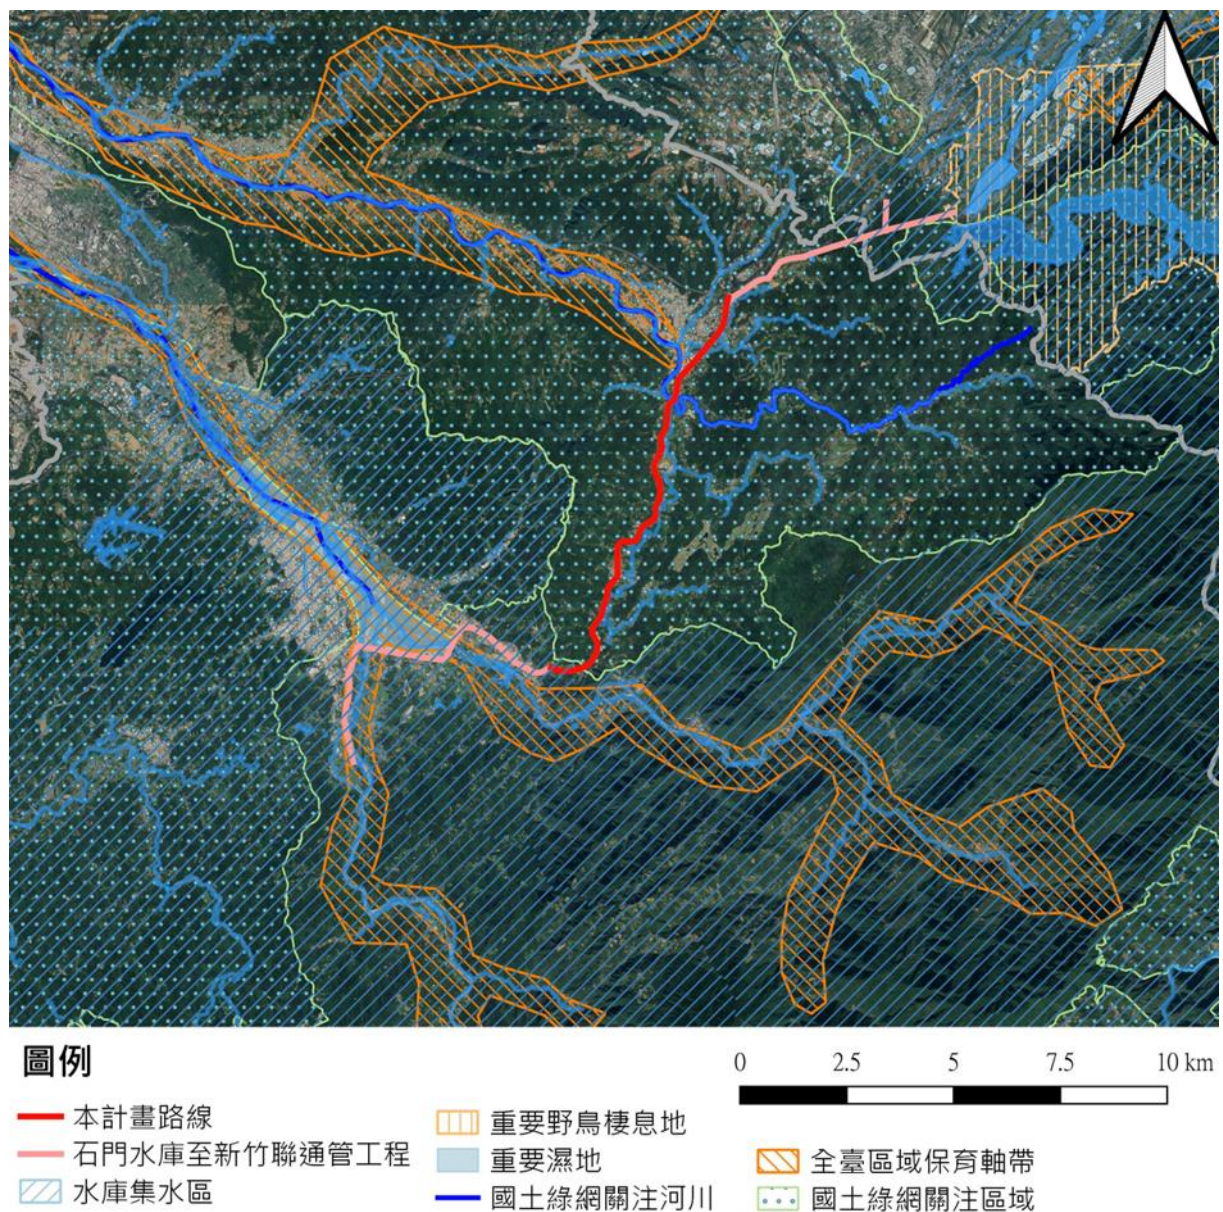 圖例
0 2.5 5 7.5 10 km
本計畫路線
石門水庫至新竹聯通管工程
水庫集水區
重要野鳥棲息地
重要濕地
國土綠網關注河川
全臺區域保育軸帶
國土綠網關注區域